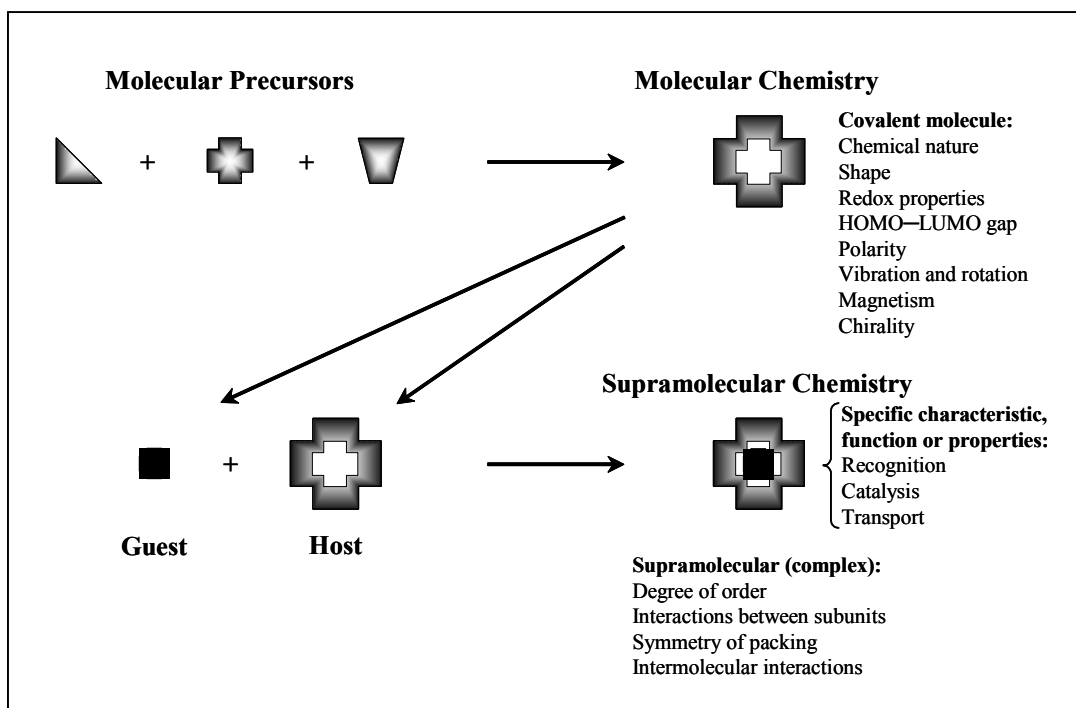 Molecular Precursors
Molecular Chemistry
+
+
Covalent molecule:
Chemical nature
Shape
Redox properties
HOMO—LUMO gap
Polarity
Vibration and rotation
Magnetism
Chirality
Supramolecular Chemistry
+
Guest
Host
Specific characteristic,
function or properties:
Recognition
Catalysis
Transport
Supramolecular (complex):
Degree of order
Interactions between subunits
Symmetry of packing
Intermolecular interactions